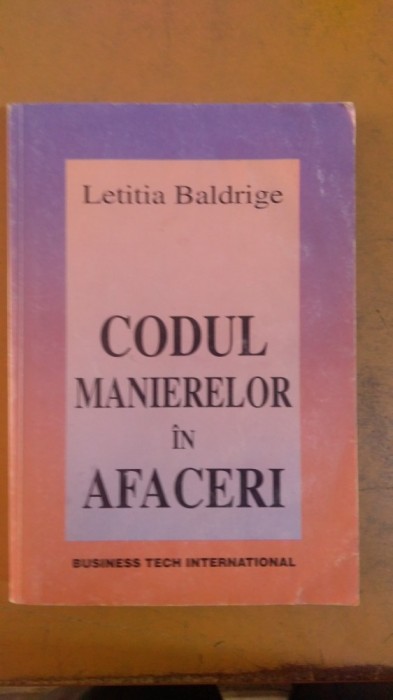 Letitia Baldrige
CODUL
MANIERELOR
ÎN
AFACERI
BUSINESS TECH INTERNATIONAL